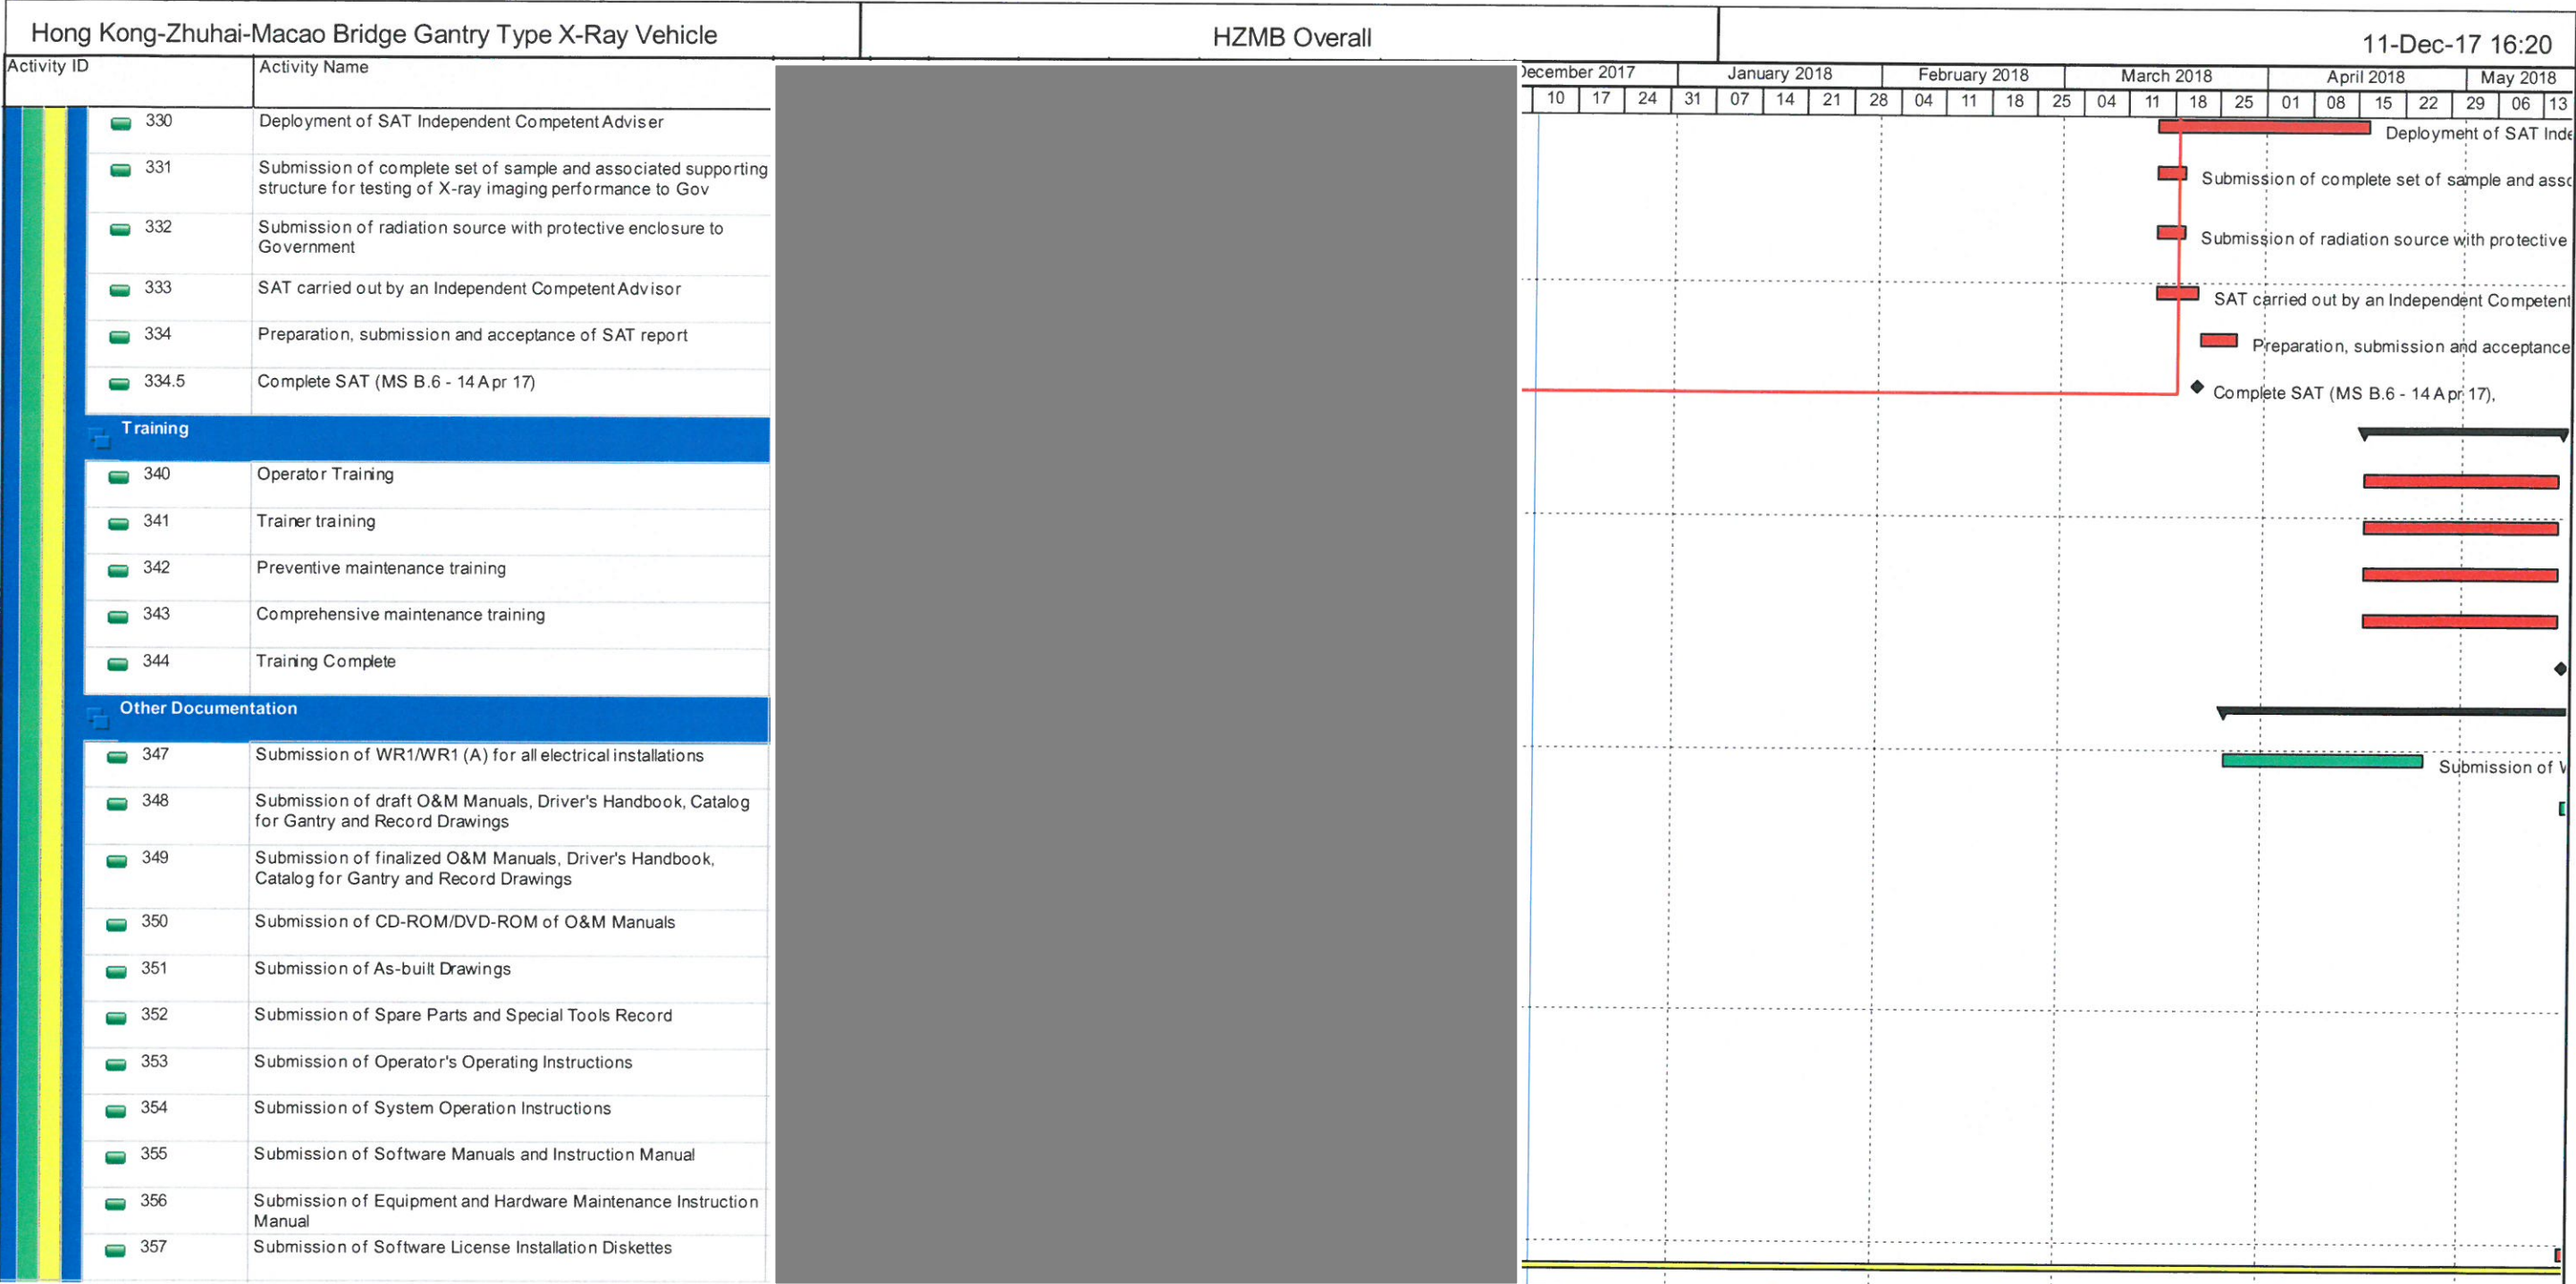 Hong Kong-Zhuhai-Macao Bridge Gantry Type X-Ray Vehicle
HZMB Overall
11-Dec-17 16:20
Activity ID
Activity Name
December 2017
January 2018
February 2018
March 2018
April 2018
May 2018
10 17 24 31 07 14 21 28 04 11 18 25 04 11 18 25 01 08 15 22 29 06 13
330 Deployment of SAT Independent Competent Adviser
Deployment of SAT Inde
331 Submission of complete set of sample and associated supporting
structure for testing of X-ray imaging performance to Gov
Submission of complete set of sample and asso
332 Submission of radiation source with protective enclosure to
Government
Submission of radiation source with protective
333 SAT carried out by an Independent Competent Advisor
SAT carried out by an Independent Competent
334 Preparation, submission and acceptance of SAT report
Preparation, submission and acceptance
334.5 Complete SAT (MS B.6 - 14 Apr 17)
Complete SAT (MS B.6 - 14 Apr 17),
Training
340 Operator Training
341 Trainer training
342 Preventive maintenance training
343 Comprehensive maintenance training
344 Training Complete
Other Documentation
347 Submission of WR1/WR1 (A) for all electrical installations
Submission of W
348 Submission of draft O&M Manuals, Driver's Handbook, Catalog
for Gantry and Record Drawings
349 Submission of finalized O&M Manuals, Driver's Handbook,
Catalog for Gantry and Record Drawings
350 Submission of CD-ROM/DVD-ROM of O&M Manuals
351 Submission of As-built Drawings
352 Submission of Spare Parts and Special Tools Record
353 Submission of Operator's Operating Instructions
354 Submission of System Operation Instructions
355 Submission of Software Manuals and Instruction Manual
356 Submission of Equipment and Hardware Maintenance Instruction
Manual
357 Submission of Software License Installation Diskettes